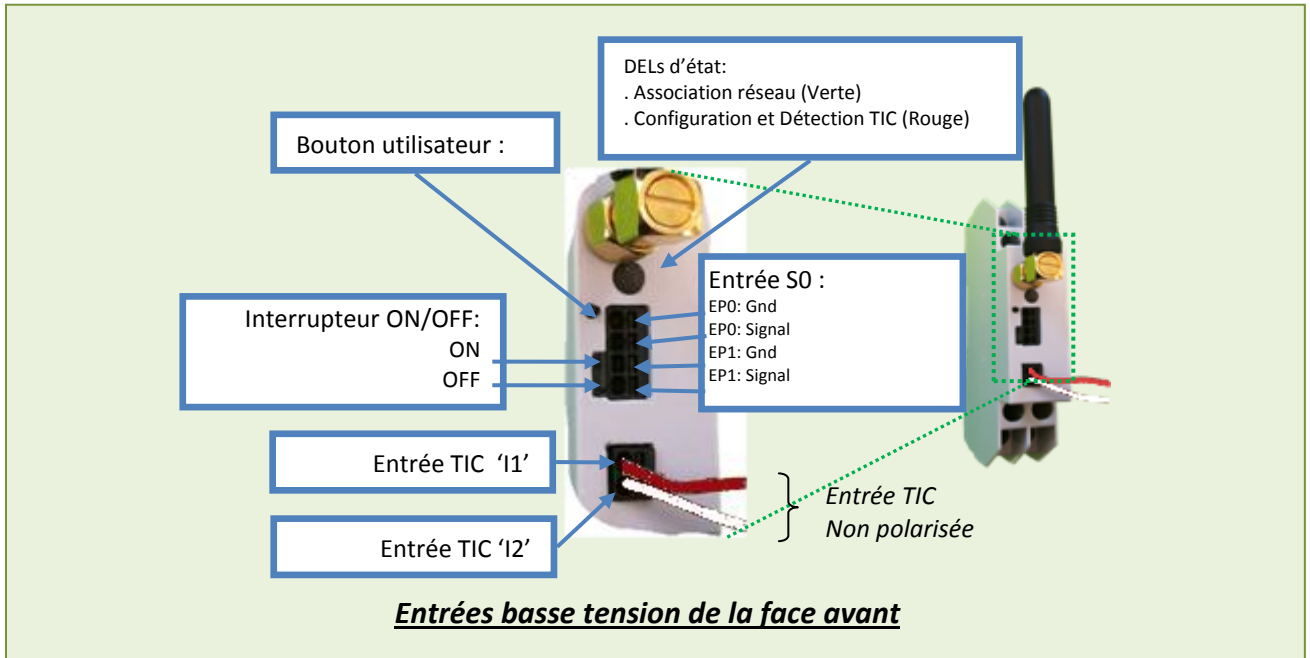 DELs d'état:
. Association réseau (Verte)
. Configuration et Détection TIC (Rouge)
Bouton utilisateur :
Entrée S0 :
EP0: Gnd
EP0: Signal
EP1: Gnd
EP1: Signal
Interrupteur ON/OFF:
ON
OFF
Entrée TIC ‘I1’
Entrée TIC
Non polarisée
Entrée TIC ‘I2’
Entrées basse tension de la face avant